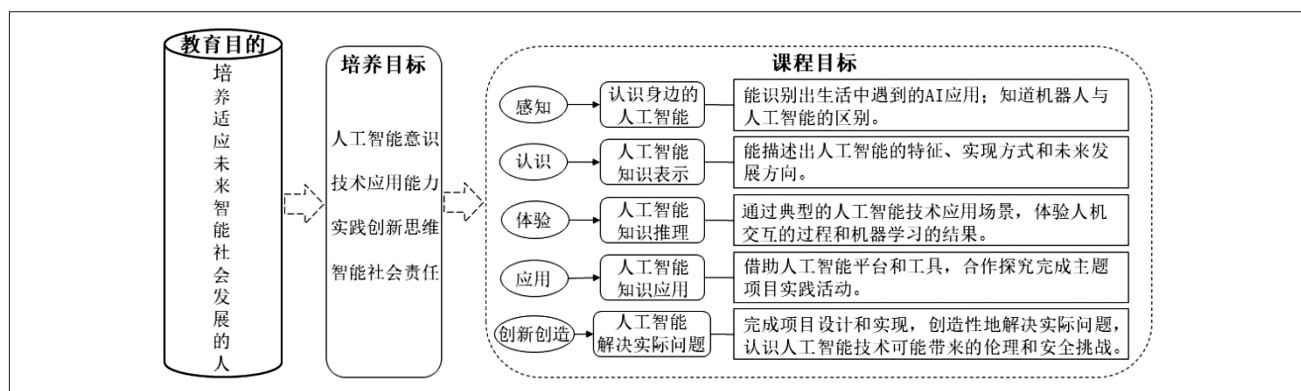 教育目的
培养适应未来智能社会发展的人
培养目标
人工智能意识
技术应用能力
实践创新思维
智能社会责任
课程目标
感知
认识身边的
人工智能
能识别出生活中遇到的AI应用；知道机器人与
人工智能的区别。
认识
人工智能
知识表示
能描述出人工智能的特征、实现方式和未来发
展方向。
体验
人工智能
知识推理
通过典型的人工智能技术应用场景，体验人机
交互的过程和机器学习的结果。
应用
人工智能
知识应用
借助人工智能平台和工具，合作探究完成主题
项目实践活动。
创新创造
人工智能
解决实际问题
完成项目设计和实现，创造性地解决实际问题，
认识人工智能技术可能带来的伦理和安全挑战。